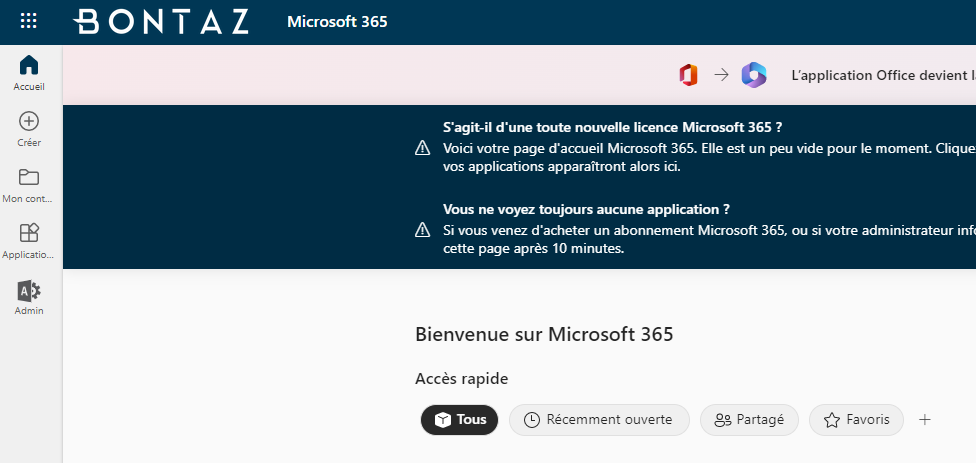 BONTAZ
Microsoft 365
Accueil
Créer
Mon cont...
Applicatio...
Admin
L'application Office devient
S'agit-il d'une toute nouvelle licence Microsoft 365 ?
Voici votre page d'accueil Microsoft 365. Elle est un peu vide pour le moment.
vos applications apparaîtront alors ici.
Vous ne voyez toujours aucune application ?
Si vous venez d'acheter un abonnement Microsoft 365, ou si votre administrateur
cette page après 10 minutes.
Bienvenue sur Microsoft 365
Accès rapide
Tous
Récemment ouverte
Partagé
Favoris